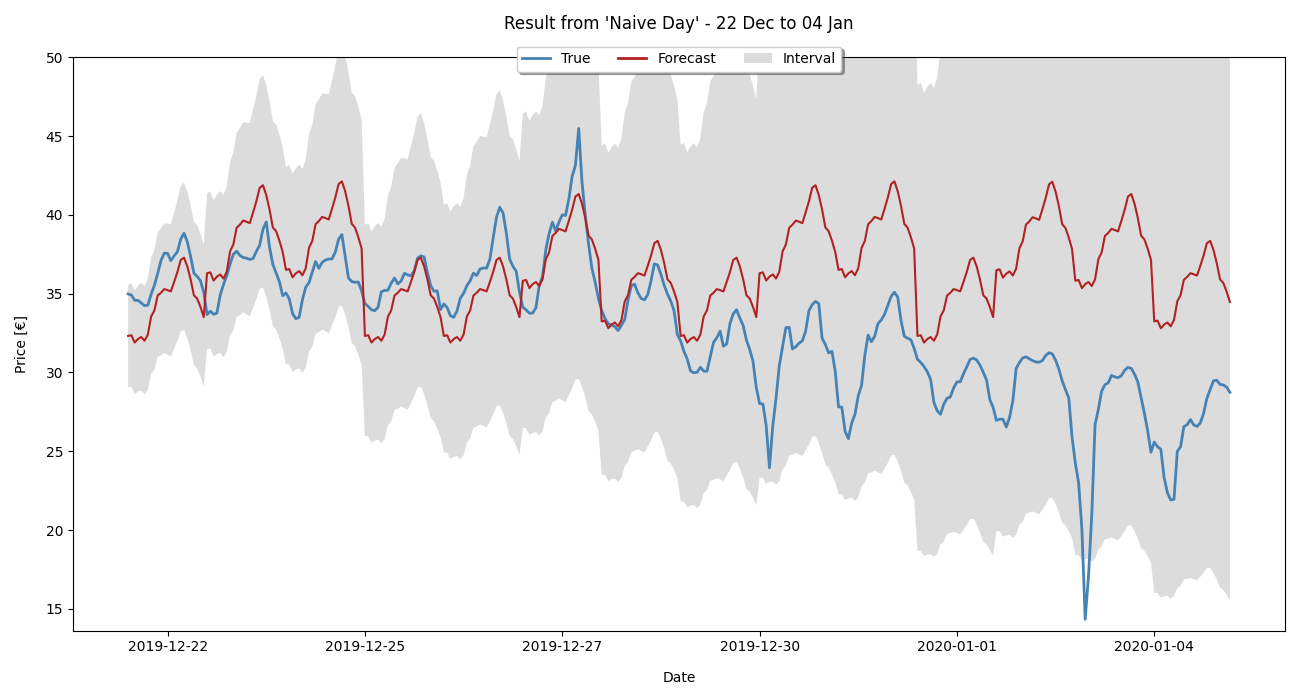 Result from 'Naive Day' - 22 Dec to 04 Jan
True Forecast Interval
50
45
40
35
30
25
20
15
Price [€]
2019-12-22 2019-12-25 2019-12-27 2019-12-30 2020-01-01 2020-01-04
Date